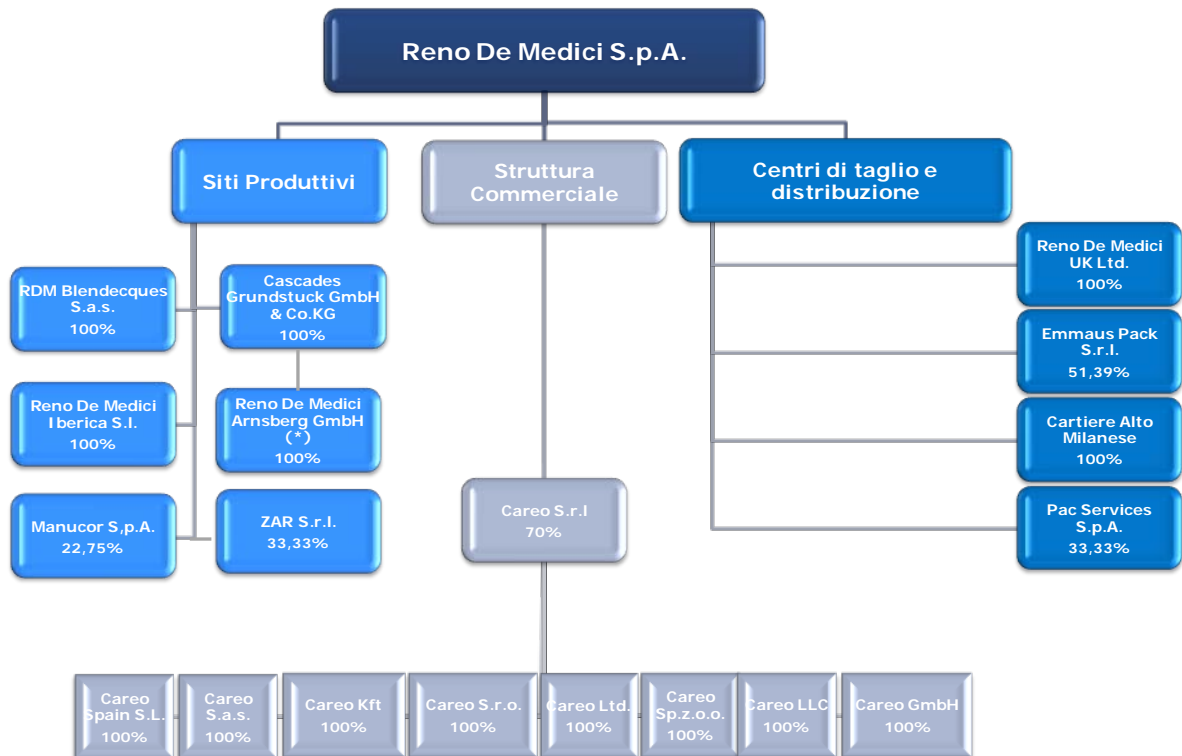 Reno De Medici S.p.A.
Siti Produttivi
Struttura
Commerciale
Centri di taglio e
distribuzione
RDM Blendecques
S.a.s.
100%
Cascades
Grundstuck GmbH
& Co.KG
100%
Reno De Medici
Iberica S.l.
100%
Reno De Medici
Arnsberg GmbH
(*)
100%
Manucor S,p.A.
22,75%
ZAR S.r.l.
33,33%
Careo S.r.l
70%
Reno De Medici
UK Ltd.
100%
Emmaus Pack
S.r.l.
51,39%
Cartiere Alto
Milanese
100%
Pac Services
S.p.A.
33,33%
Careo
Spain S.L.
100%
Careo
S.a.s.
100%
Careo Kft
100%
Careo S.r.o.
100%
Careo Ltd.
100%
Careo
Sp.z.o.o.
100%
Careo LLC
100%
Careo GmbH
100%